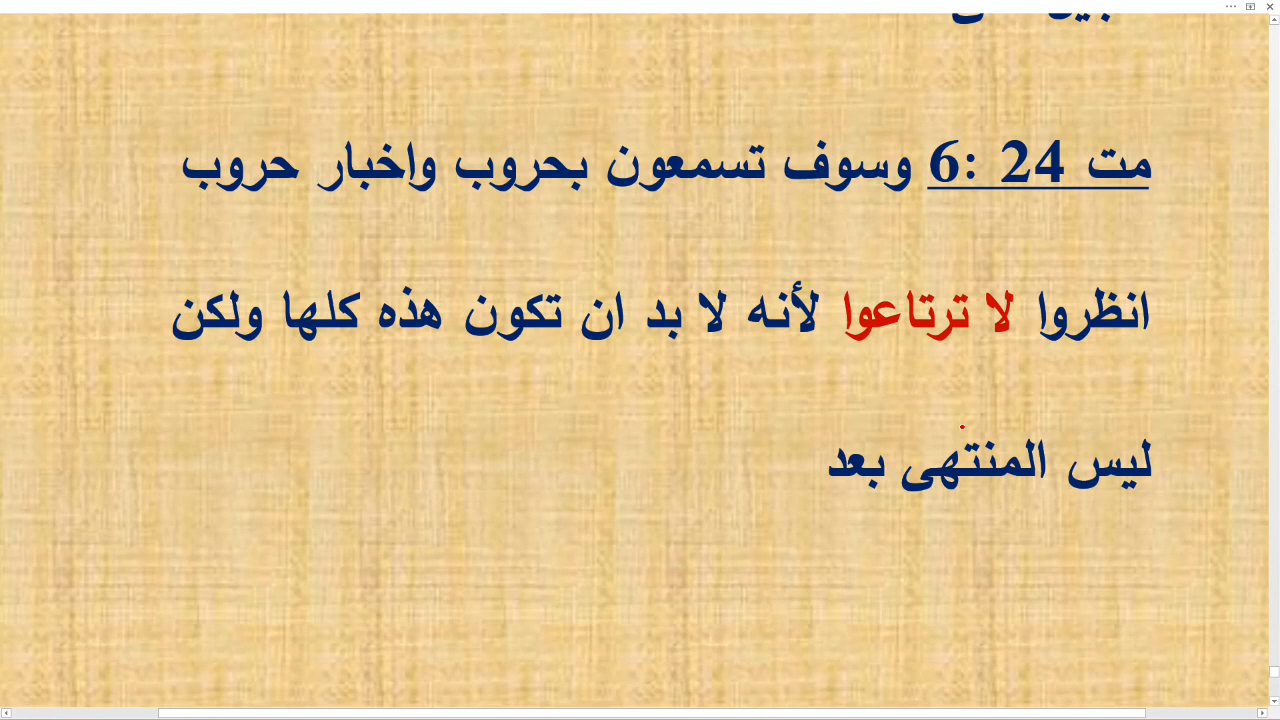 مت 24 :6 وسوف تسمعون بحروب واخبار حروب
انظروا لا ترتاعوا لأنه لا بد ان تكون هذه كلها ولكن
ليس المنتهى بعد